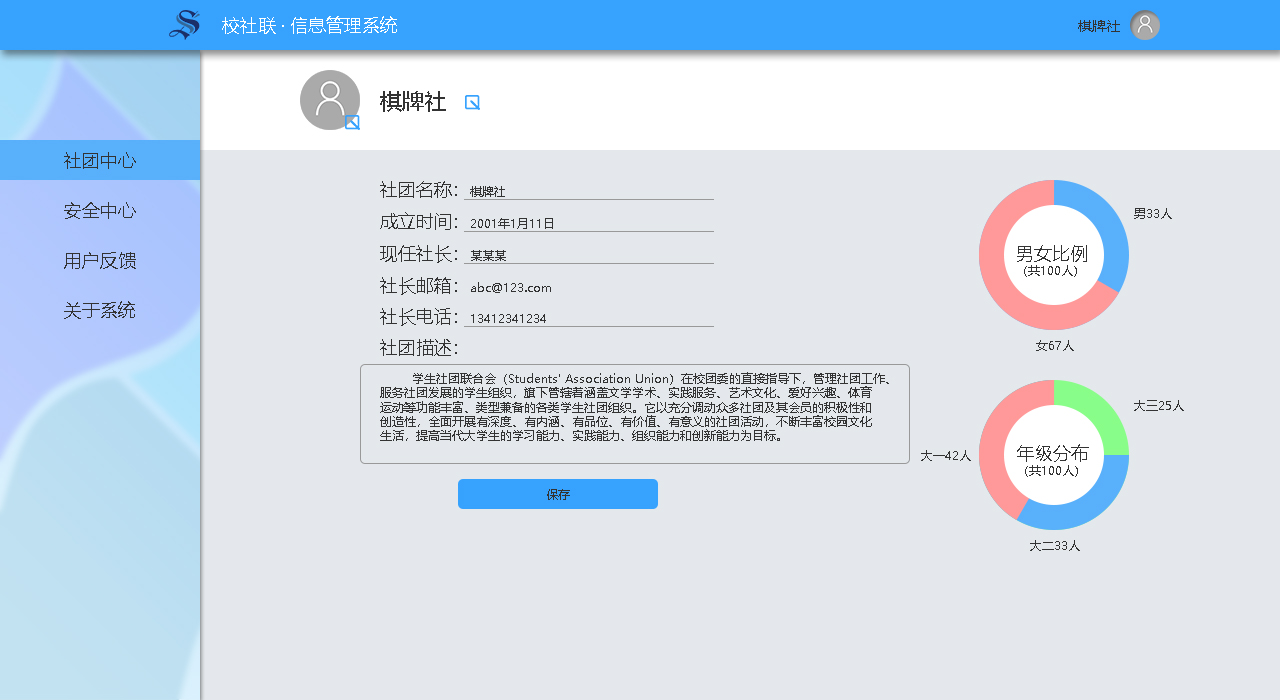 校社联 · 信息管理系统
棋牌社
棋牌社
社团中心
安全中心
用户反馈
关于系统
社团名称：棋牌社
成立时间：2001年1月11日
现任社长：某某某
社长邮箱：abc@123.com
社长电话：13412341234
社团描述：
学生社团联合会（Students' Association Union）在校团委的直接指导下，管理社团工作、
服务社团发展的学生组织，旗下管辖着涵盖文学学术、实践服务、艺术文化、爱好兴趣、体育
运动等功能丰富、类型兼备的各类学生社团组织。它以充分调动众多社团及其会员的积极性和
创造性，全面开展有深度、有内涵、有品位、有价值、有意义的社团活动，不断丰富校园文化
生活，提高当代大学生的学习能力、实践能力、组织能力和创新能力为目标。
保存
男33人
男女比例
(共100人)
女67人
大三25人
年级分布
(共100人)
大一42人
大二33人